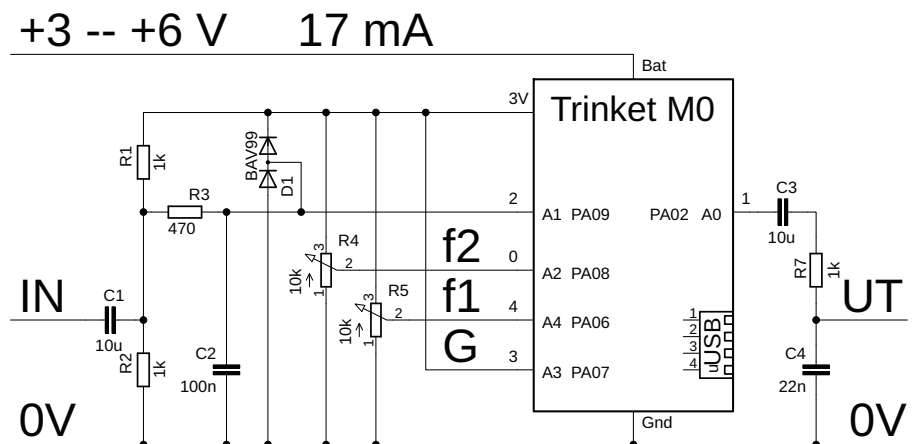 +3 -- +6 V 17 mA
Bat
3V
Trinket M0
R1
1k
BAV99
D1
R3
470
2
A1 PA09
PA02 A0
1
C3
10u
R7
1k
f2
0
A2 PA08
R4
10k
3
2
1
IN
C1
10u
f1
4
A4 PA06
R5
10k
3
2
1
UT
G
3
A3 PA07
1
2
3
4
uUSB
R2
1k
C2
100n
C4
22n
0V
Gnd
0V